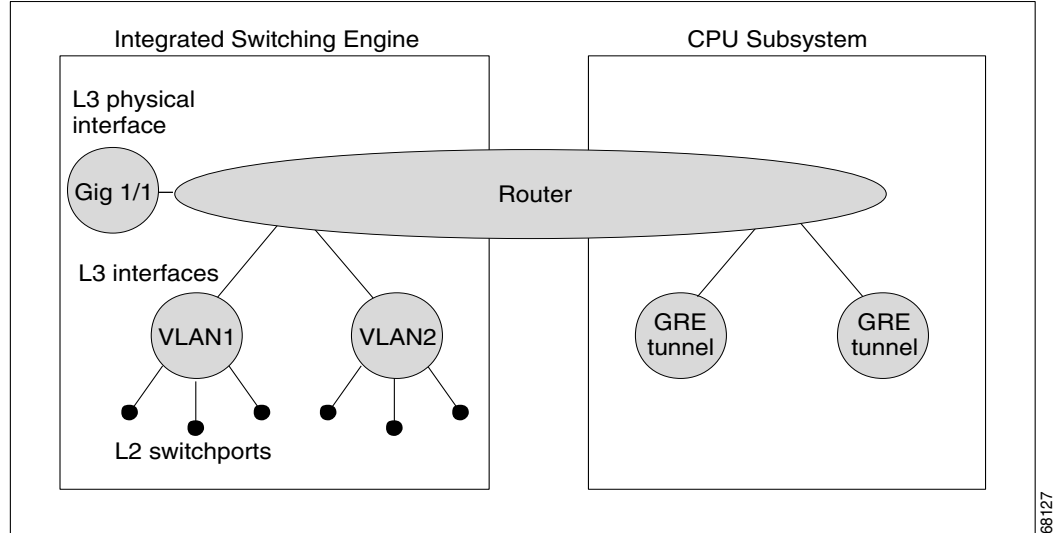 Integrated Switching Engine
CPU Subsystem
L3 physical
interface
Gig 1/1
Router
L3 interfaces
VLAN1
VLAN2
GRE
tunnel
GRE
tunnel
L2 switchports
68127